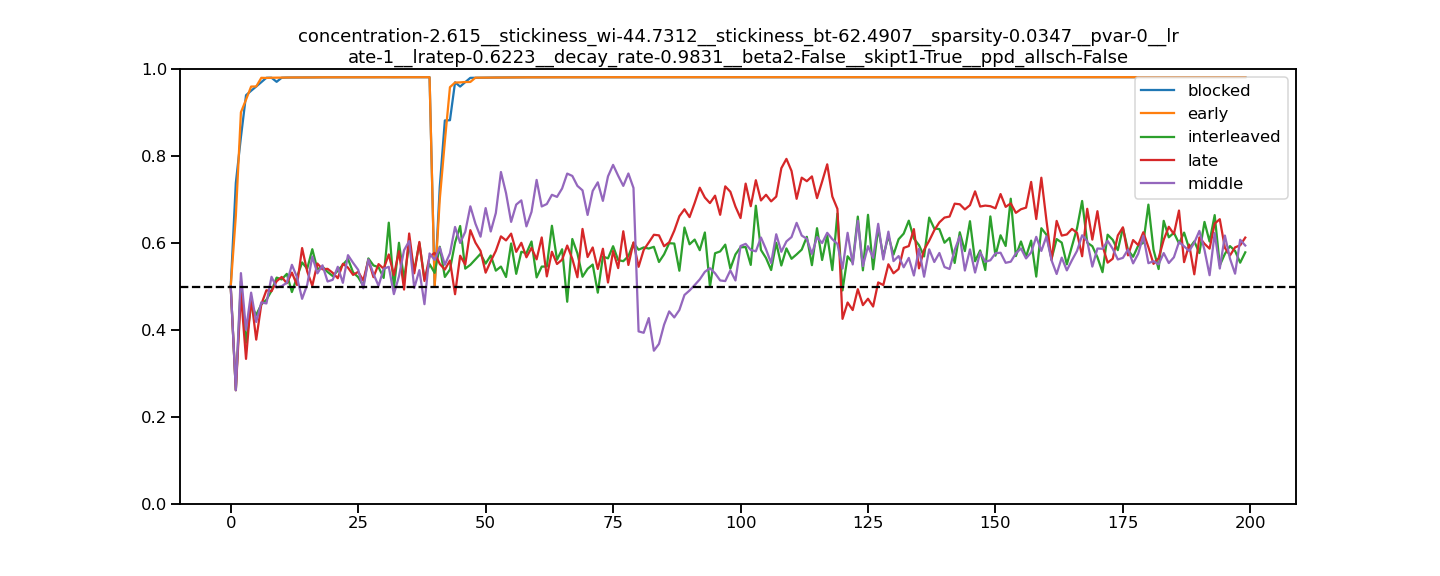 concentration-2.615__stickiness_wi-44.7312__stickiness_bt-62.4907__sparsity-0.0347__pvar-0__lr
ate-1__lratep-0.6223__decay_rate-0.9831__beta2-False__skipt1-True__ppd_allsch-False
1.0
0.8
0.6
0.4
0.2
0.0
blocked
early
interleaved
late
middle
0 25 50 75 100 125 150 175 200